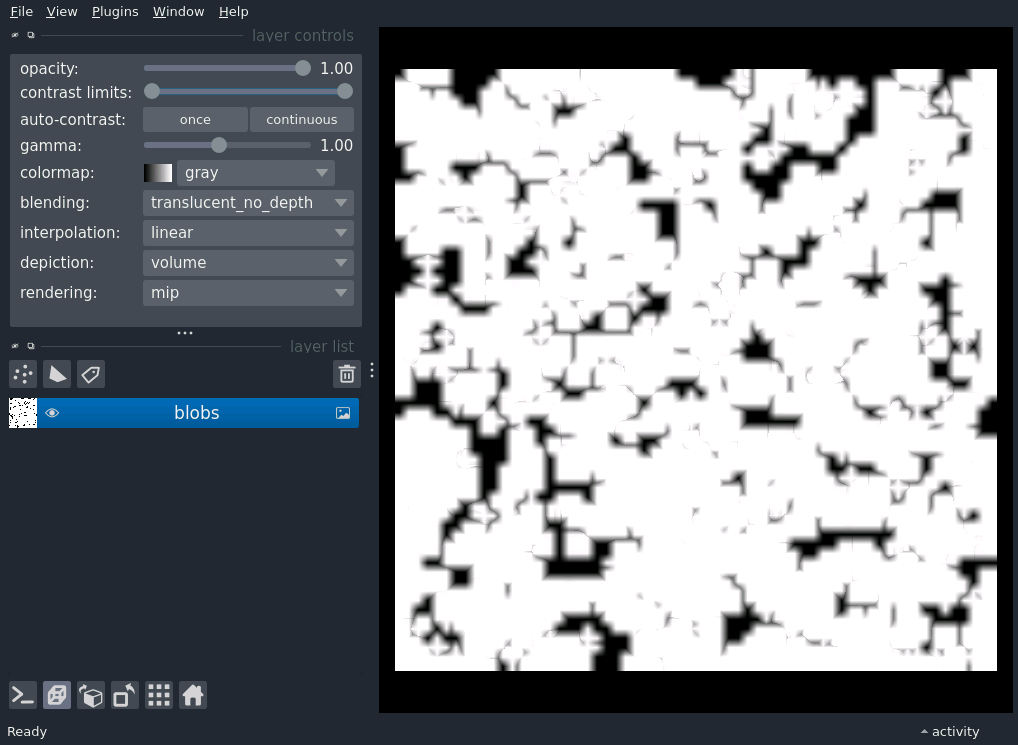 File View Plugins Window Help
layer controls
opacity: 1.00
contrast limits:
auto-contrast: once continuous
gamma: 1.00
colormap: gray
blending: translucent_no_depth
interpolation: linear
depiction: volume
rendering: mip
layer list
blobs
Ready activity